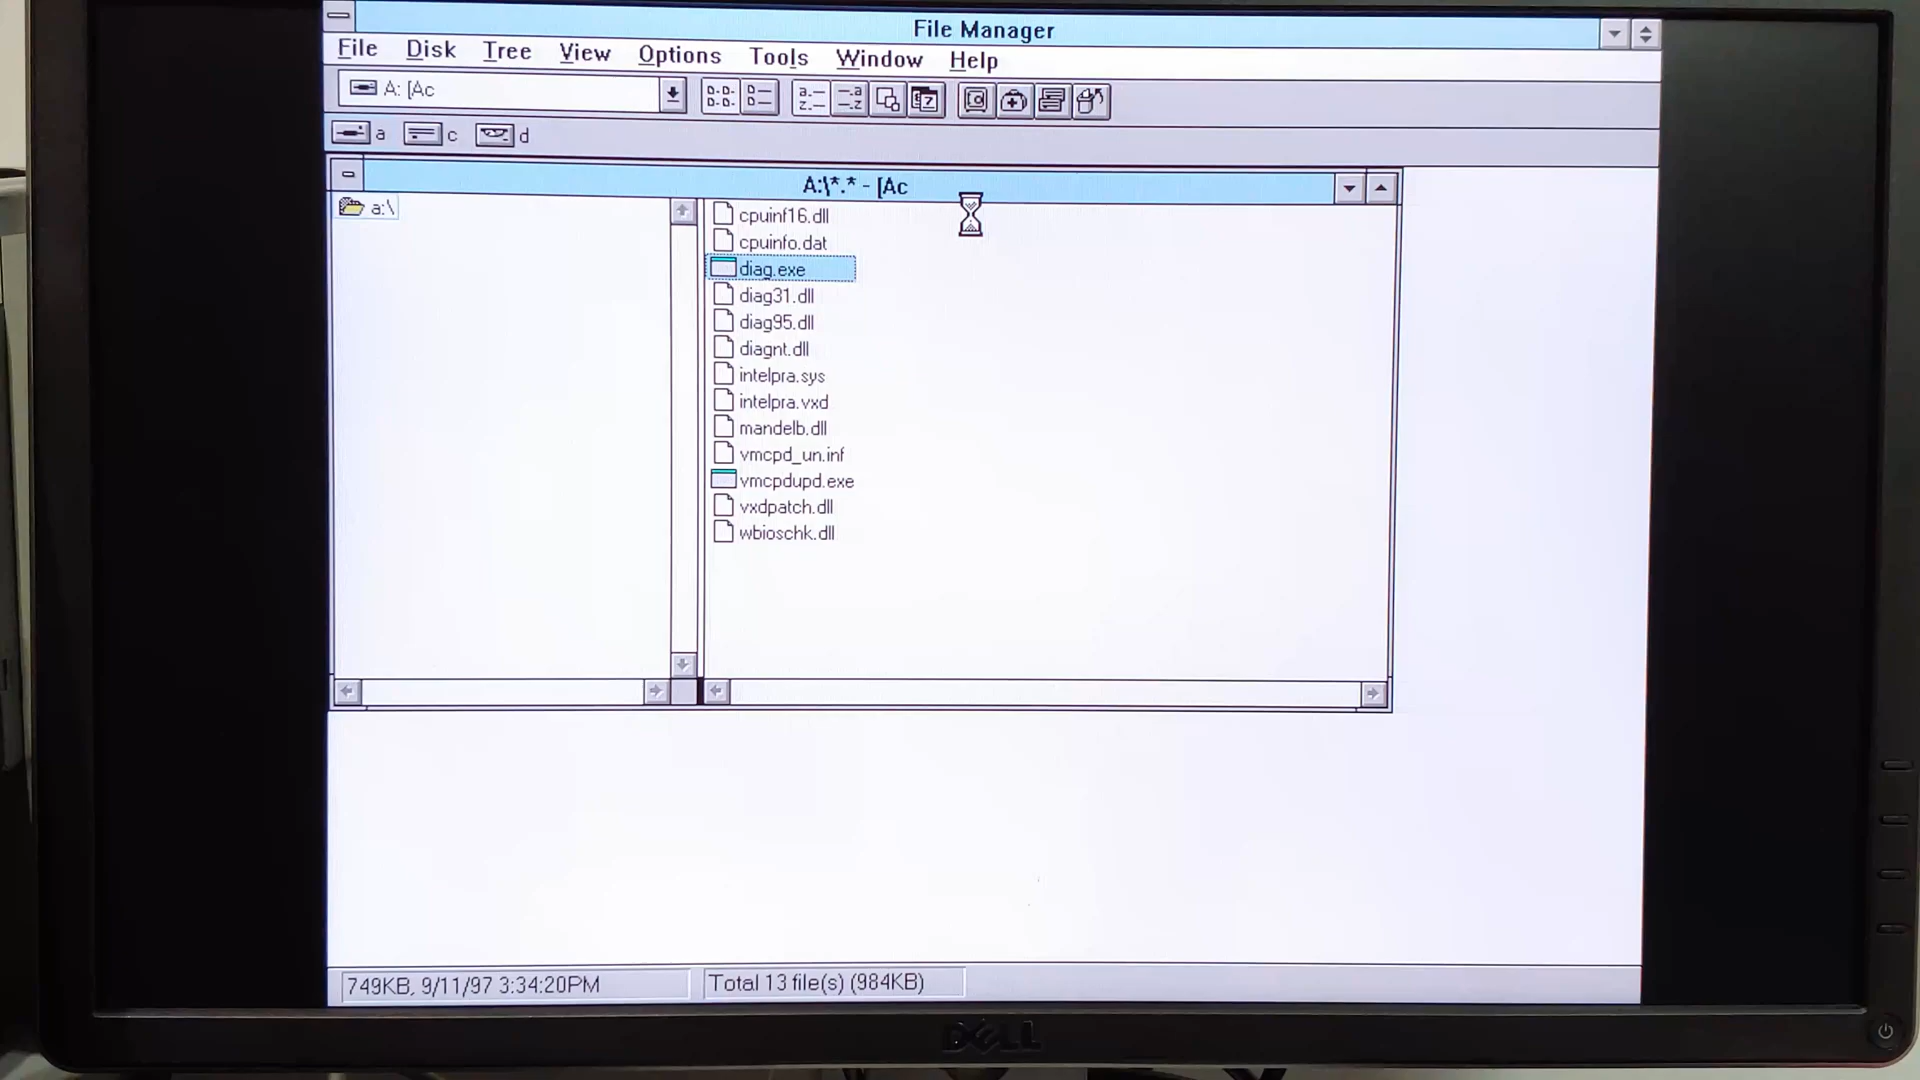 File Manager
File Disk Tree View Options Tools Window Help
A: [Ac
a c d
A:\*.* - [Ac
a:\
cpuinf16.dll
cpuinfo.dat
diag.exe
diag31.dll
diag95.dll
diagnt.dll
intelpra.sys
intelpra.vxd
mandelb.dll
vmcpd_un.inf
vmcpdupd.exe
vxdpatch.dll
wbioschk.dll
749KB, 9/11/97 3:34:20PM
Total 13 file(s) (984KB)
DELL